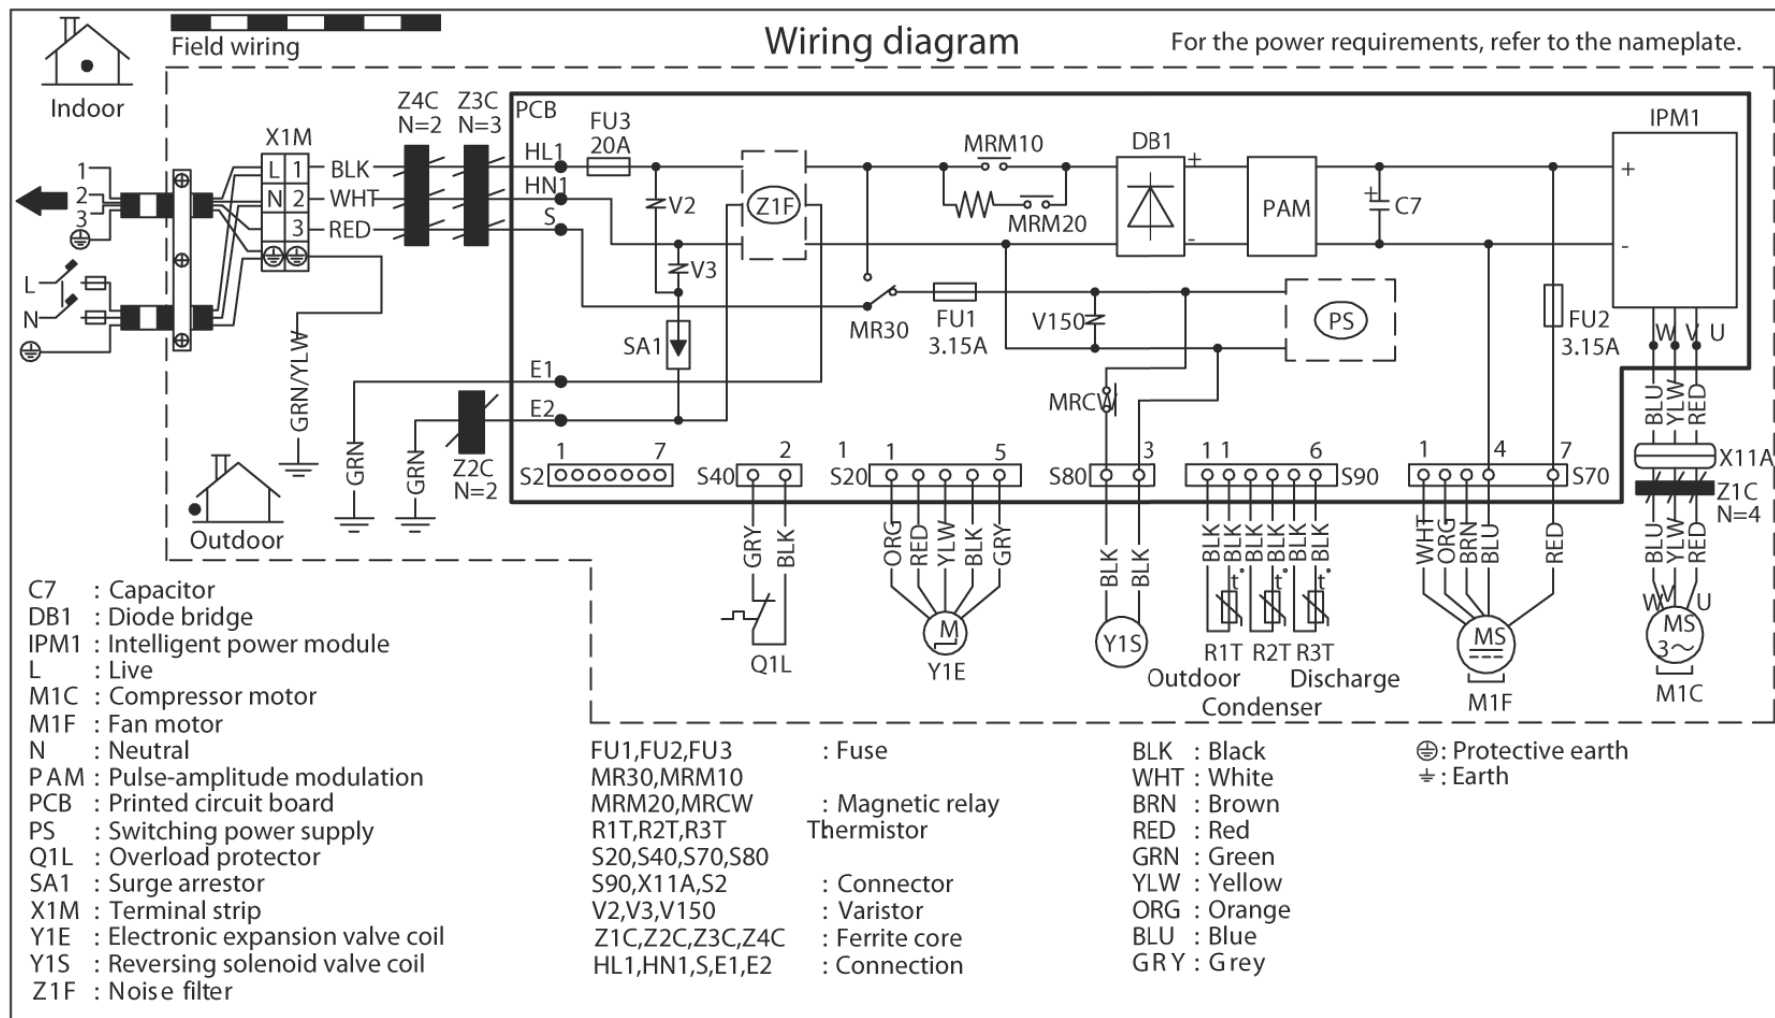 Wiring diagram
Field wiring
For the power requirements, refer to the nameplate.
Indoor
Z4C
N=2
Z3C
N=3
PCB
FU3
20A
IPM1
X1M
HL1
MRM10
DB1
+
1
L 1
BLK
HN1
+
2
N 2
WHT
V2
Z1F
MRM20
PAM
+
C7
3
3
RED
S
-
-
V3
L
N
MR30
FU1
3.15A
V150
PS
FU2
3.15A
W V U
SA1
GRN/YLW
E1
MRCW
E2
BLU
YLW
RED
GRN
GRN
Z2C
N=2
1 7
S2
2
S40
1
1 5
S20
3
S80
1 1 6
S90
1 4 7
S70
X11A
Z1C
N=4
Outdoor
GRY
BLK
ORG
RED
YLW
BLK
GRY
BLK
BLK
BLK
BLK
BLK
BLK
BLK
BLK
WHT
ORG
BRN
BLU
RED
BLU
YLW
RED
t° t° t°
W V U
Q1L
M
Y1E
Y1S
R1T R2T R3T
Outdoor Discharge
Condenser
MS
M1F
MS
3~
M1C
C7 : Capacitor
DB1 : Diode bridge
IPM1 : Intelligent power module
L : Live
M1C : Compressor motor
M1F : Fan motor
N : Neutral
PAM : Pulse-amplitude modulation
PCB : Printed circuit board
PS : Switching power supply
Q1L : Overload protector
SA1 : Surge arrestor
X1M : Terminal strip
Y1E : Electronic expansion valve coil
Y1S : Reversing solenoid valve coil
Z1F : Noise filter
FU1,FU2,FU3 : Fuse
MR30,MRM10
MRM20,MRCW : Magnetic relay
R1T,R2T,R3T Thermistor
S20,S40,S70,S80
S90,X11A,S2 : Connector
V2,V3,V150 : Varistor
Z1C,Z2C,Z3C,Z4C : Ferrite core
HL1,HN1,S,E1,E2 : Connection
BLK : Black
WHT : White
BRN : Brown
RED : Red
GRN : Green
YLW : Yellow
ORG : Orange
BLU : Blue
GRY : Grey
: Protective earth
: Earth